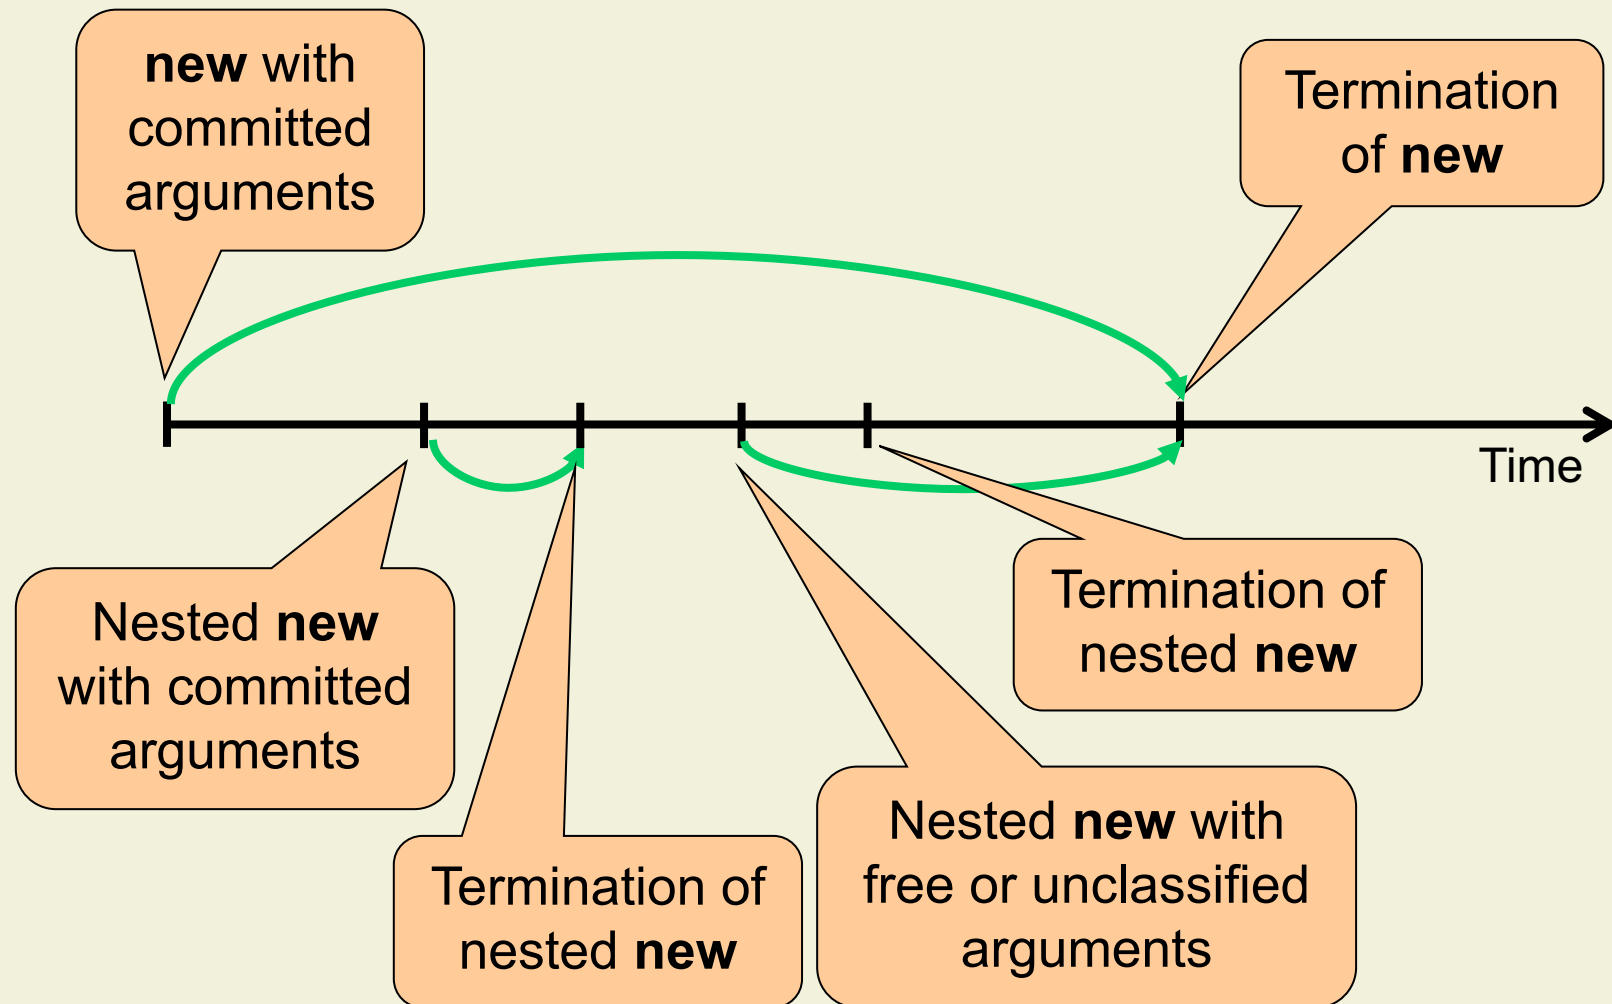 new with
committed
arguments
Termination
of new
Time
Nested new
with committed
arguments
Termination of
nested new
Termination of
nested new
Nested new with
free or unclassified
arguments